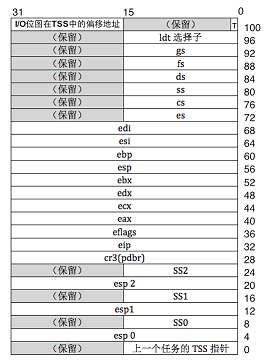 31 15 0
I/O位图在TSS中的偏移地址 （保留） T 100
（保留） ldt 选择子 96
（保留） gs 92
（保留） fs 88
（保留） ds 84
（保留） ss 80
（保留） cs 76
（保留） es 72
edi 68
esi 64
ebp 60
esp 56
ebx 52
edx 48
ecx 44
eax 40
eflags 36
eip 32
cr3(pdbr) 28
（保留） SS2 24
esp 2 20
（保留） SS1 16
esp1 12
（保留） SS0 8
esp 0 4
（保留） 上一个任务的 TSS 指针 0